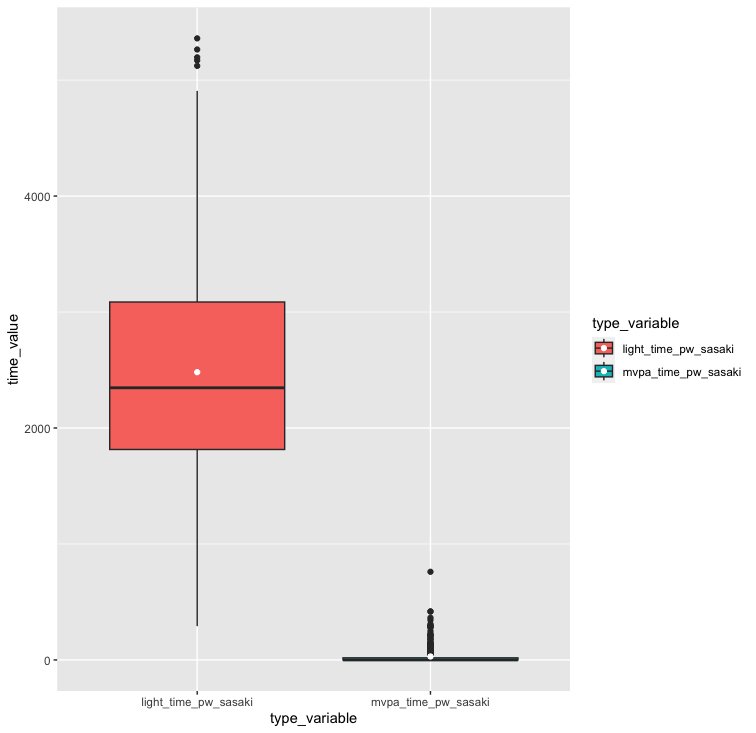 time_value
4000
2000
0
light_time_pw_sasaki
mvpa_time_pw_sasaki
type_variable
type_variable
light_time_pw_sasaki
mvpa_time_pw_sasaki